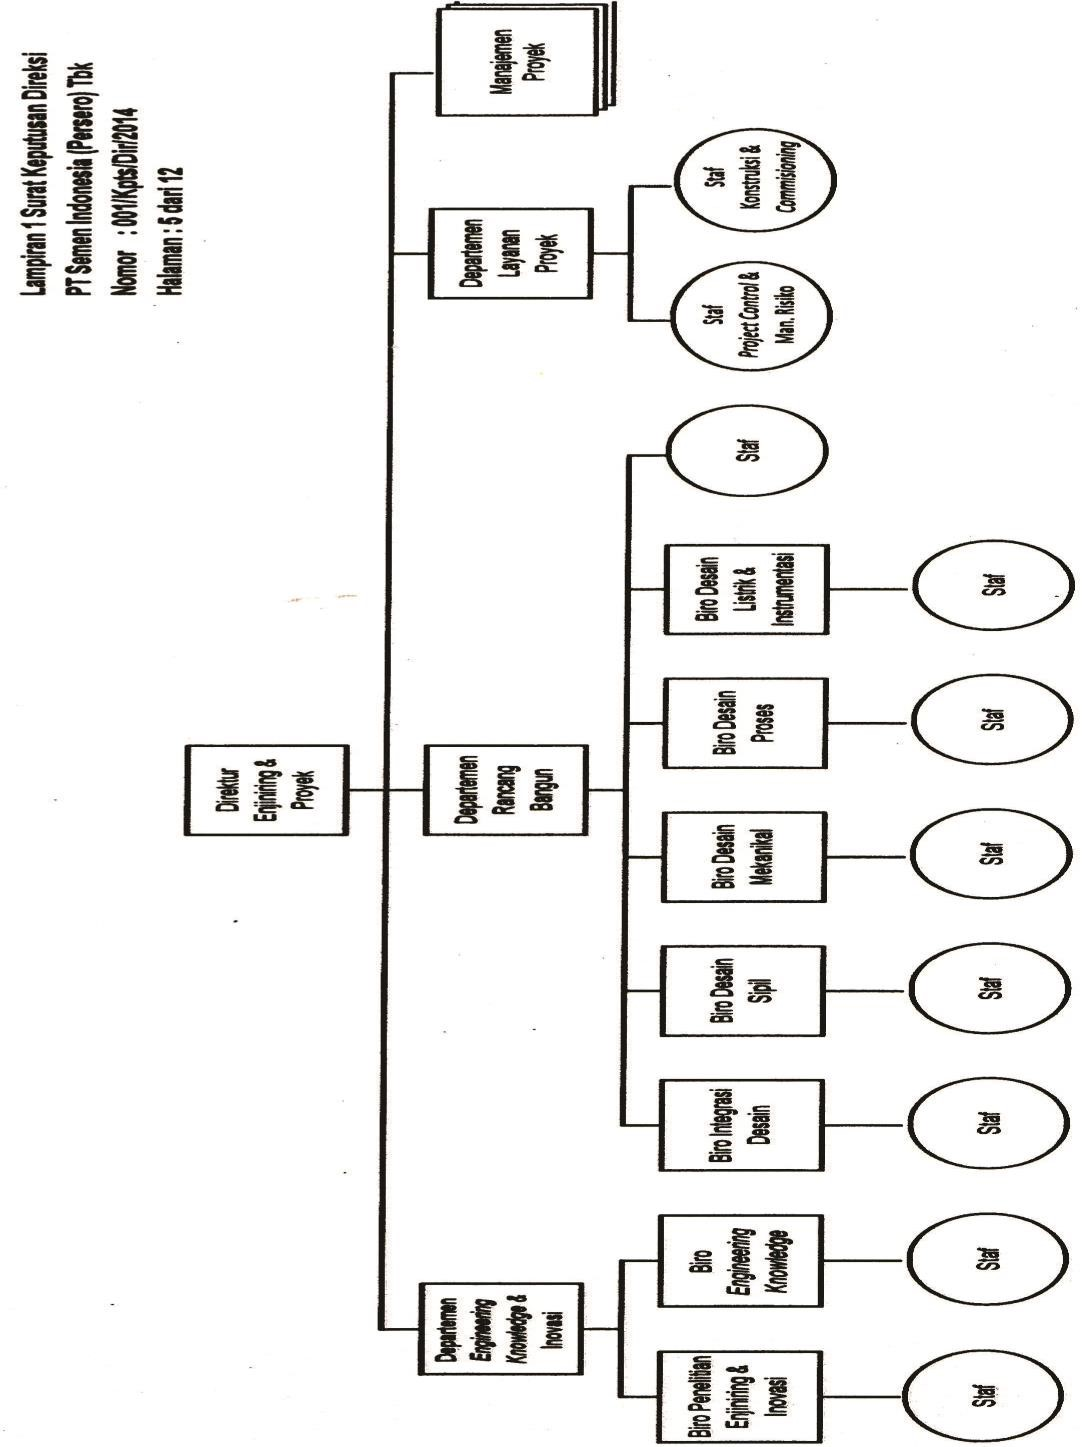 Lampiran 1 Surat Keputusan Direksi
PT Semen Indonesia (Persero) Tbk
Nomor : 001/Kpts/Dir/2014
Halaman : 5 dari 12
Direktur
Enjiniring &
Proyek
Departemen
Engineering
Knowledge &
Inovasi
Departemen
Rancang
Bangun
Departemen
Layanan
Proyek
Manajemen
Proyek
Biro Penelitian
Enjiniring &
Inovasi
Biro
Engineering
Knowledge
Biro Integrasi
Desain
Biro Desain
Sipil
Biro Desain
Mekanikal
Biro Desain
Proses
Biro Desain
Listrik &
Instrumentasi
Staf
Staf
Project Control &
Man. Risiko
Staf
Konstruksi &
Commisioning
Staf
Staf
Staf
Staf
Staf
Staf
Staf